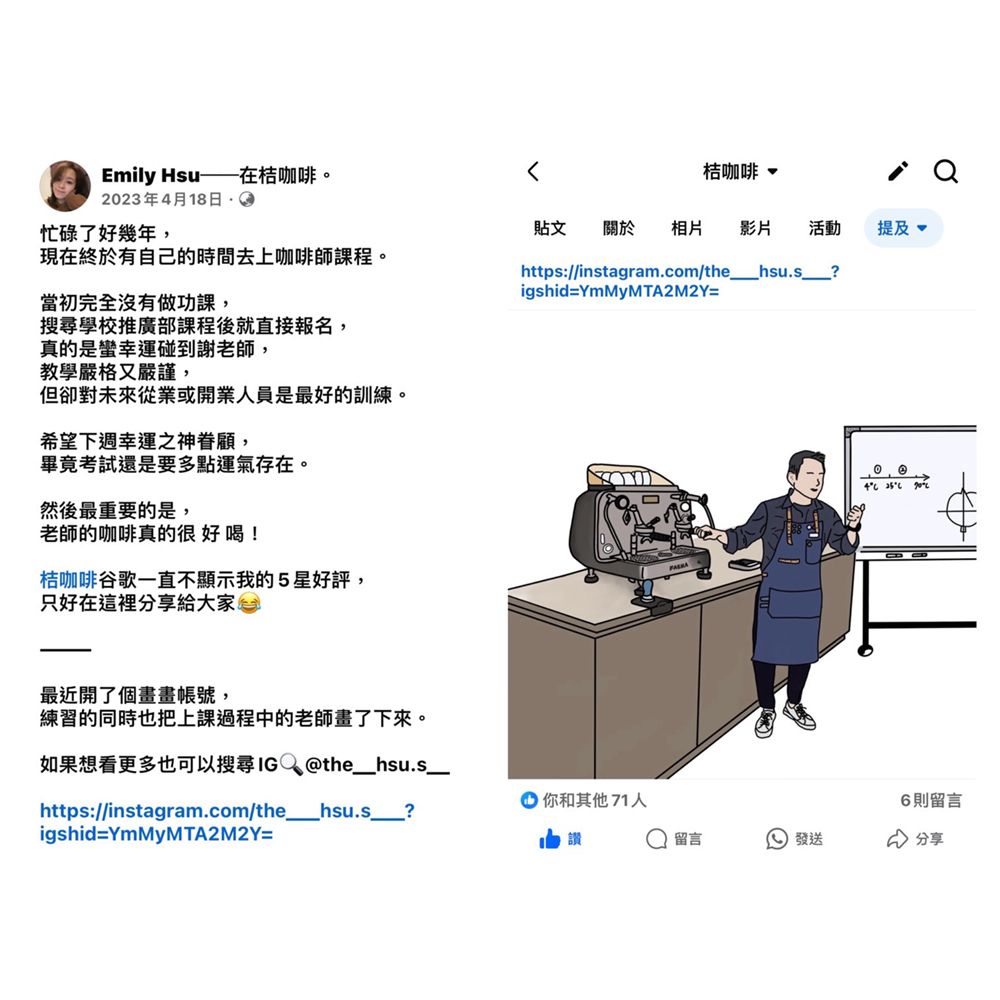 Emily Hsu——在桔咖啡。
2023年4月18日 ·
忙碌了好幾年，
現在終於有自己的時間去上咖啡師課程。
當初完全沒有做功課，
搜尋學校推廣部課程後就直接報名，
真的是蠻幸運碰到謝老師，
教學嚴格又嚴謹，
但卻對未來從業或開業人員是最好的訓練。
希望下週幸運之神眷顧，
畢竟考試還是要多點運氣存在。
然後最重要的是，
老師的咖啡真的很 好 喝！
桔咖啡谷歌一直不顯示我的5星好評，
只好在這裡分享給大家😂
——
最近開了個畫畫帳號，
練習的同時也把上課過程中的老師畫了下來。
如果想看更多也可以搜尋IG🔍@the__hsu.s__
https://instagram.com/the___hsu.s___?
igshid=YmMyMTA2M2Y=
桔咖啡
貼文 關於 相片 影片 活動 提及
https://instagram.com/the___hsu.s___?
igshid=YmMyMTA2M2Y=
4°C 25°C 90°C
FAEMA
你和其他71人 6則留言
讚 留言 發送 分享